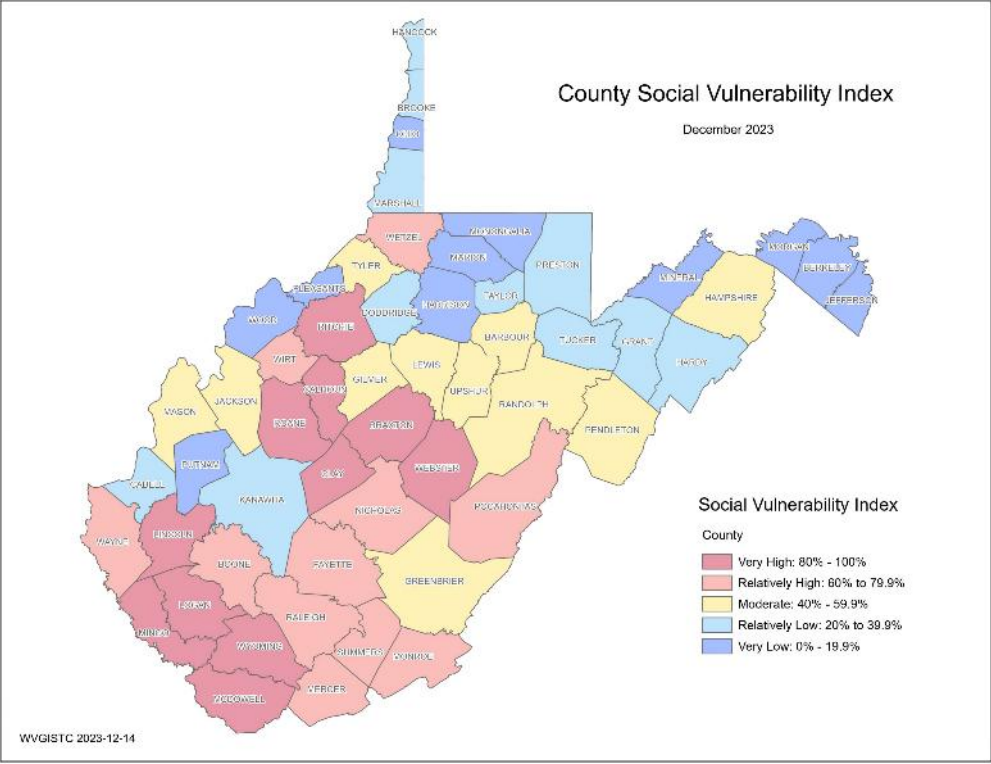 HANCOCK
County Social Vulnerability Index
BROOKE
December 2023
OHIO
MARSHALL
WETZEL
MONONGALIA
MORGAN
MARION
TYLER
PRESTON
BERKELEY
MINERAL
PLEASANTS
TAYLOR
HAMPSHIRE
JEFFERSON
HARRISON
DODDRIDGE
WOOD
RITCHIE
BARBOUR
TUCKER
GRANT
WIRT
HARDY
LEWIS
GILMER
CALHOUN
UPSHUR
JACKSON
RANDOLPH
MASON
ROANE
BRAXTON
PENDLETON
PUTNAM
WEBSTER
CLAY
CABELL
KANAWHA
POCAHONTAS
NICHOLAS
Social Vulnerability Index
LINCOLN
County
WAYNE
BOONE
FAYETTE
Very High: 80% - 100%
GREENBRIER
Relatively High: 60% to 79.9%
LOGAN
Moderate: 40% - 59.9%
RALEIGH
Relatively Low: 20% to 39.9%
MINGO
WYOMING
Very Low: 0% - 19.9%
SUMMERS
MONROE
MERCER
MCDOWELL
WVGISTC 2023-12-14